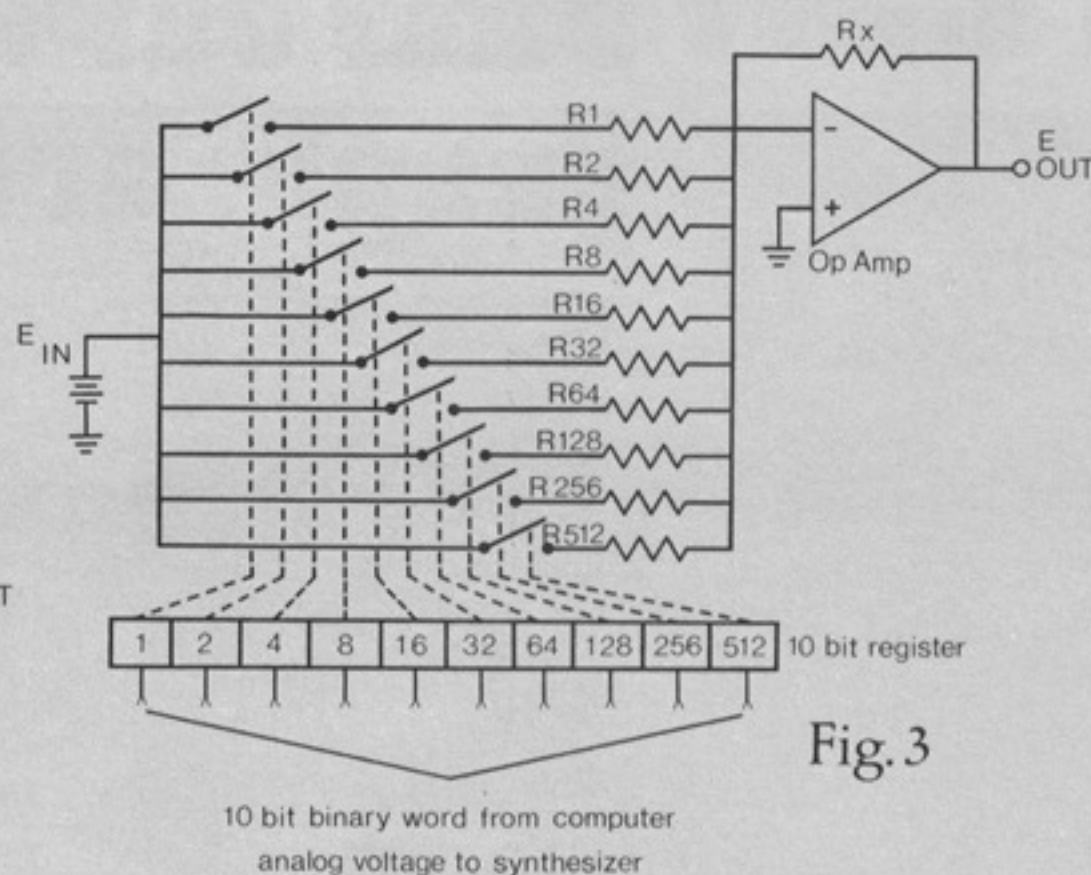 Rx
R1
R2
R4
R8
R16
R32
R64
R128
R 256
R512
-
+
Op Amp
E
OUT
E
IN
T
1 2 4 8 16 32 64 128 256 512 10 bit register
Fig. 3
10 bit binary word from computer
analog voltage to synthesizer